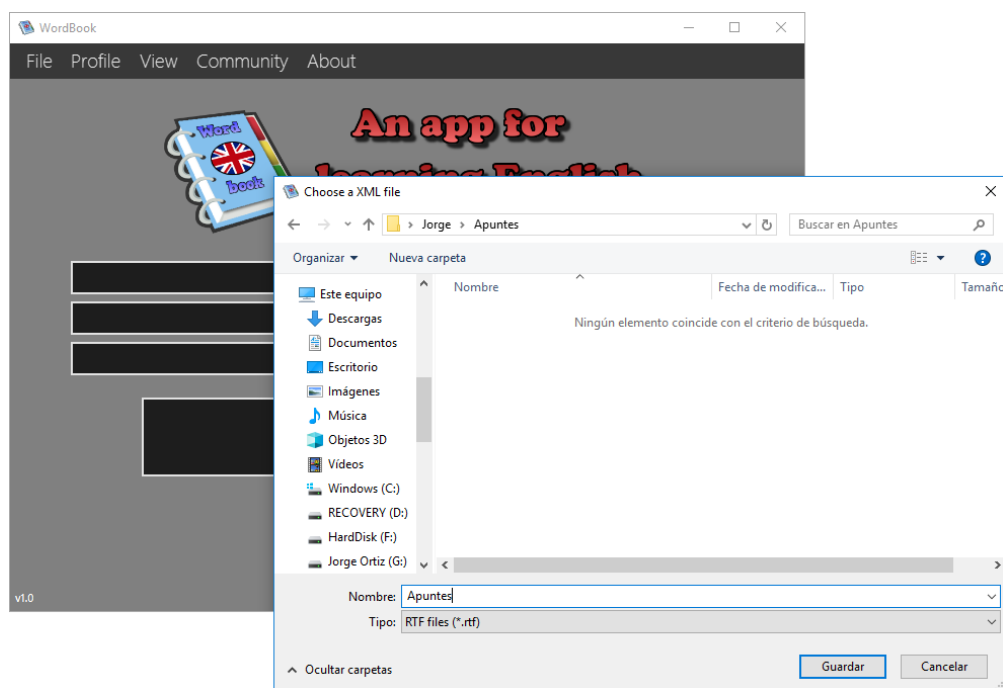 WordBook
File Profile View Community About
Word
book
An app for
learning English
Choose a XML file
Jorge > Apuntes
Buscar en Apuntes
Organizar
Nueva carpeta
Nombre Fecha de modifica... Tipo Tamaño
Ningún elemento coincide con el criterio de búsqueda.
Este equipo
Descargas
Documentos
Escritorio
Imágenes
Música
Objetos 3D
Vídeos
Windows (C:)
RECOVERY (D:)
HardDisk (F:)
Jorge Ortiz (G:)
Nombre: Apuntes
Tipo: RTF files (*.rtf)
Ocultar carpetas
Guardar Cancelar
v1.0